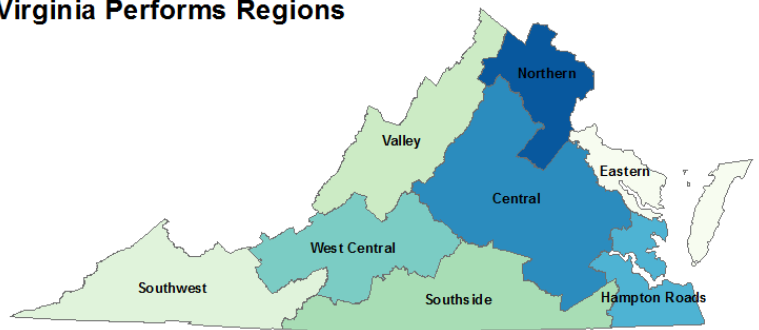 Virginia Performs Regions
Northern
Valley
Eastern
Central
West Central
Southwest
Southside
Hampton Roads